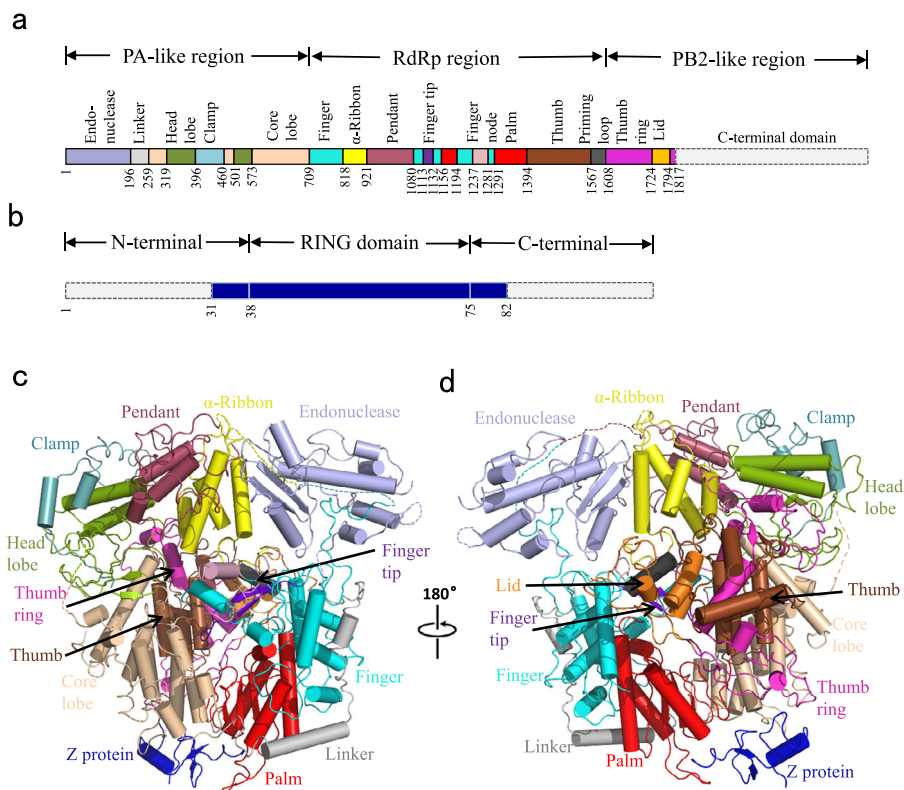 a
PA-like region
RdRp region
PB2-like region
Endo-
nuclease
Linker
Head
lobe
Clamp
Core
lobe
Finger
α-Ribbon
Pendant
Finger tip
Finger
node
Palm
Thumb
Priming
loop
Thumb
ring
Lid
C-terminal domain
1
196
259
319
396
460
501
573
709
818
921
1080
1113
1132
1156
1194
1237
1281
1291
1394
1567
1608
1724
1794
1817
b
N-terminal
RING domain
C-terminal
1
31
38
75
82
c
α-Ribbon
Pendant
Endonuclease
Clamp
Head
lobe
Finger
tip
Thumb
ring
Thumb
Core
lobe
Finger
Linker
Z protein
Palm
180°
d
α-Ribbon
Endonuclease
Pendant
Clamp
Head
lobe
Lid
Thumb
Finger
tip
Core
lobe
Finger
Thumb
ring
Linker
Palm
Z protein